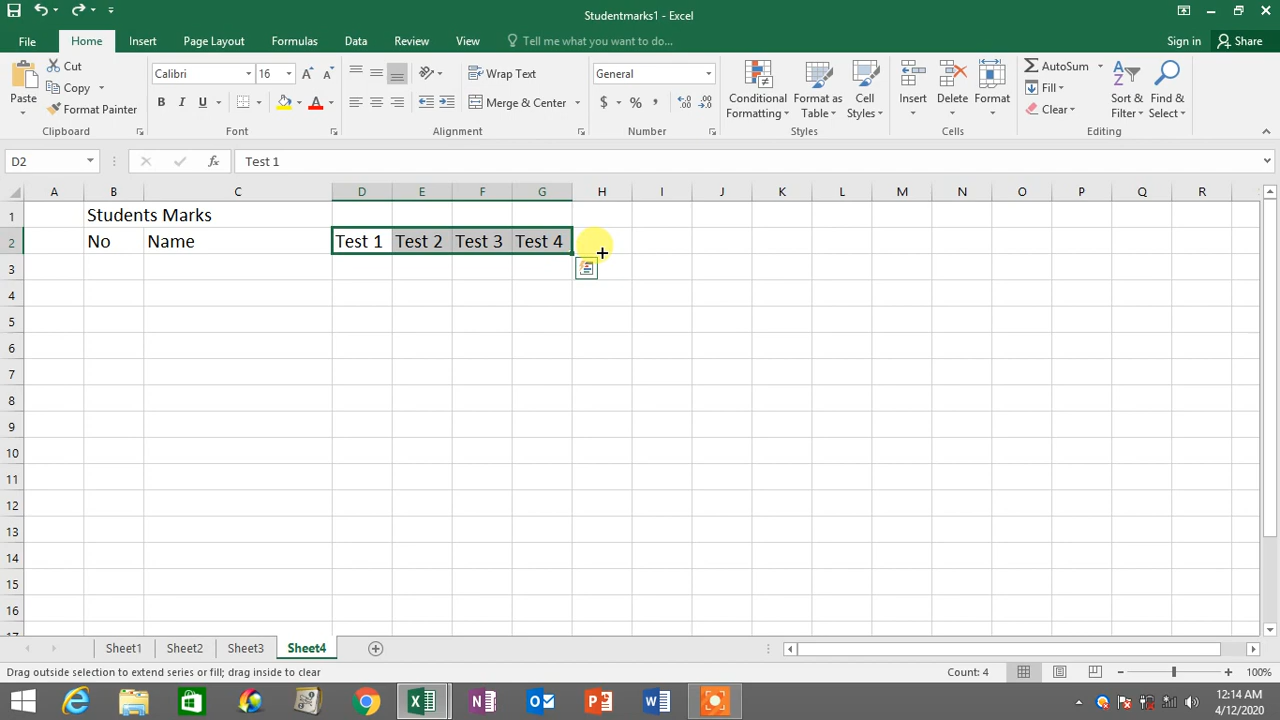 Studentmarks1 - Excel
File Home Insert Page Layout Formulas Data Review View Tell me what you want to do... Sign in Share
Paste Cut Copy Format Painter Clipboard
Calibri 16 B I U A Font
Wrap Text Merge & Center Alignment
General $ % Number
Conditional Formatting Format as Table Cell Styles Styles
Insert Delete Format Cells
AutoSum Fill Clear Sort & Filter Find & Select Editing
D2 fx Test 1
A B C D E F G H I J K L M N O P Q R
1 Students Marks
2 No Name Test 1 Test 2 Test 3 Test 4
3
4
5
6
7
8
9
10
11
12
13
14
15
16
17
Sheet1 Sheet2 Sheet3 Sheet4
Drag outside selection to extend series or fill; drag inside to clear Count: 4 100%
12:14 AM
4/12/2020